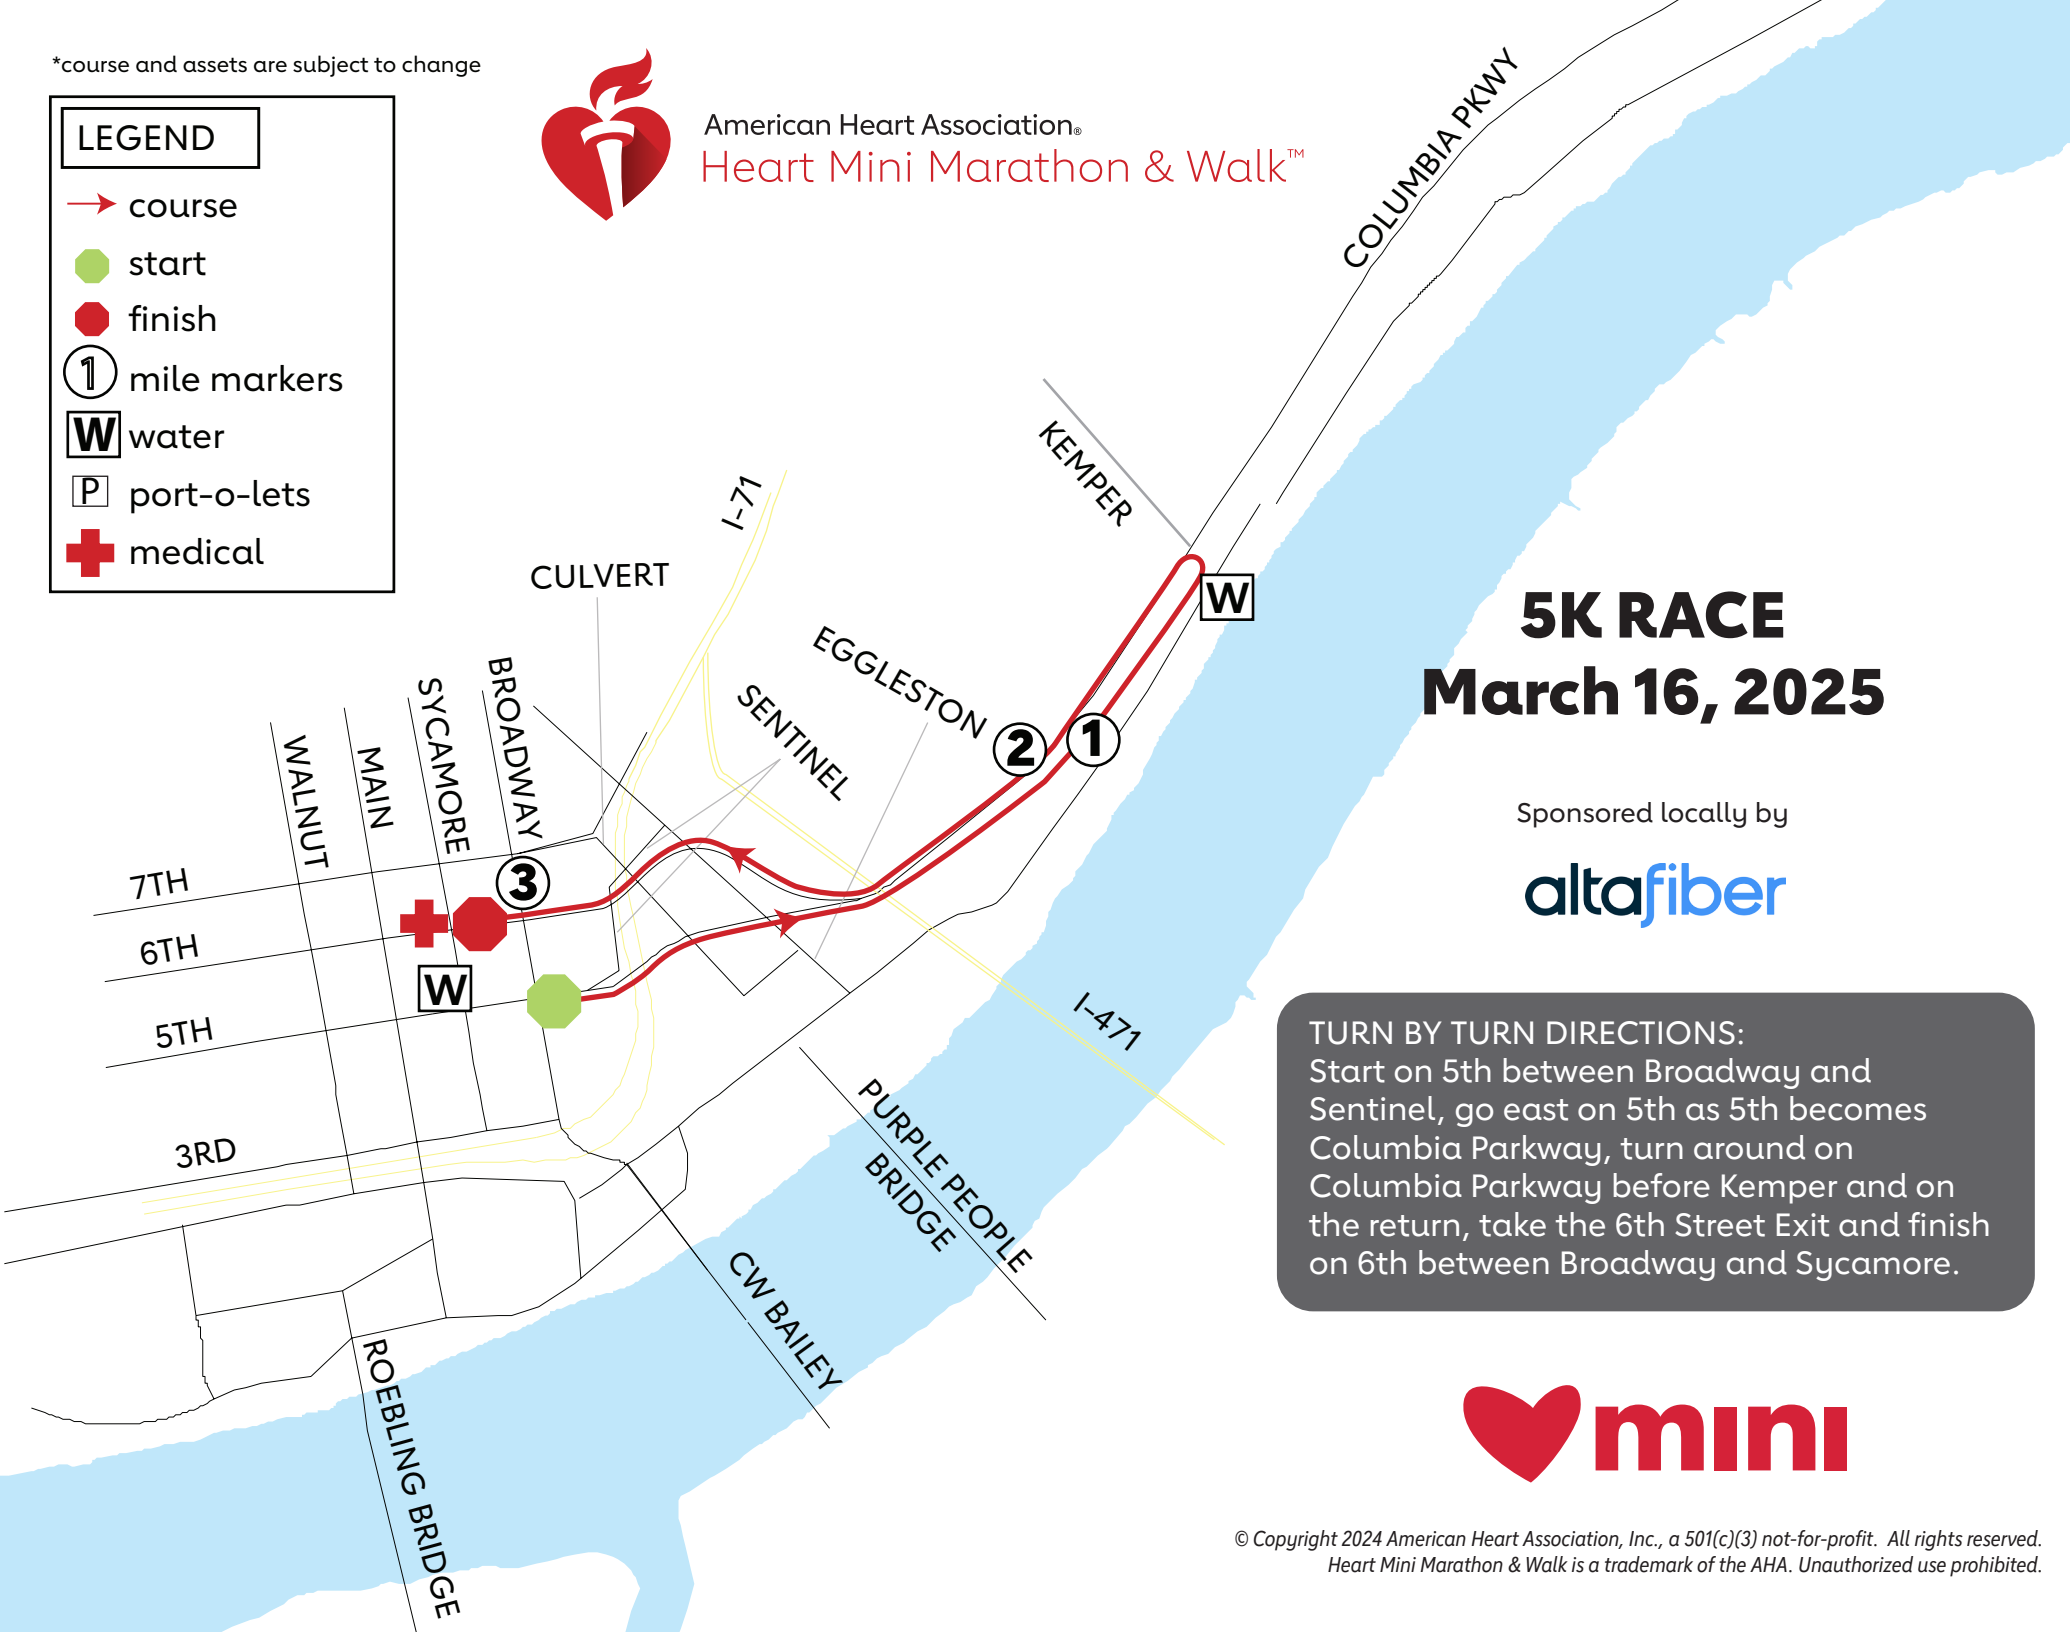 *course and assets are subject to change
LEGEND
course
start
finish
1 mile markers
W water
P port-o-lets
medical
American Heart Association®
Heart Mini Marathon & Walk™
COLUMBIA PKWY
KEMPER
I-71
CULVERT
W
EGGLESTON
SENTINEL
BROADWAY
SYCAMORE
MAIN
WALNUT
2
1
3
7TH
6TH
5TH
W
3RD
I-471
PURPLE PEOPLE
BRIDGE
CW BAILEY
ROEBLING BRIDGE
5K RACE
March 16, 2025
Sponsored locally by
altafiber
TURN BY TURN DIRECTIONS:
Start on 5th between Broadway and
Sentinel, go east on 5th as 5th becomes
Columbia Parkway, turn around on
Columbia Parkway before Kemper and on
the return, take the 6th Street Exit and finish
on 6th between Broadway and Sycamore.
mini
© Copyright 2024 American Heart Association, Inc., a 501(c)(3) not-for-profit. All rights reserved.
Heart Mini Marathon & Walk is a trademark of the AHA. Unauthorized use prohibited.